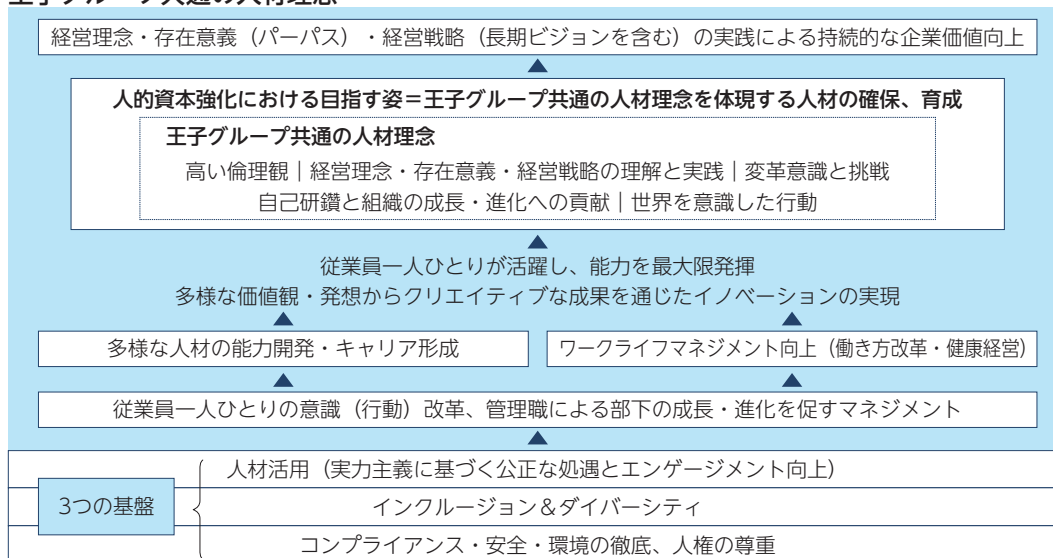 王子グループ共通の人材理念
経営理念・存在意義（パーパス）・経営戦略（長期ビジョンを含む）の実践による持続的な企業価値向上
人的資本強化における目指す姿＝王子グループ共通の人材理念を体現する人材の確保、育成
王子グループ共通の人材理念
高い倫理観｜経営理念・存在意義・経営戦略の理解と実践｜変革意識と挑戦
自己研鑽と組織の成長・進化への貢献｜世界を意識した行動
従業員一人ひとりが活躍し、能力を最大限発揮
多様な価値観・発想からクリエイティブな成果を通じたイノベーションの実現
多様な人材の能力開発・キャリア形成
ワークライフマネジメント向上（働き方改革・健康経営）
従業員一人ひとりの意識（行動）改革、管理職による部下の成長・進化を促すマネジメント
3つの基盤
人材活用（実力主義に基づく公正な処遇とエンゲージメント向上）
インクルージョン＆ダイバーシティ
コンプライアンス・安全・環境の徹底、人権の尊重